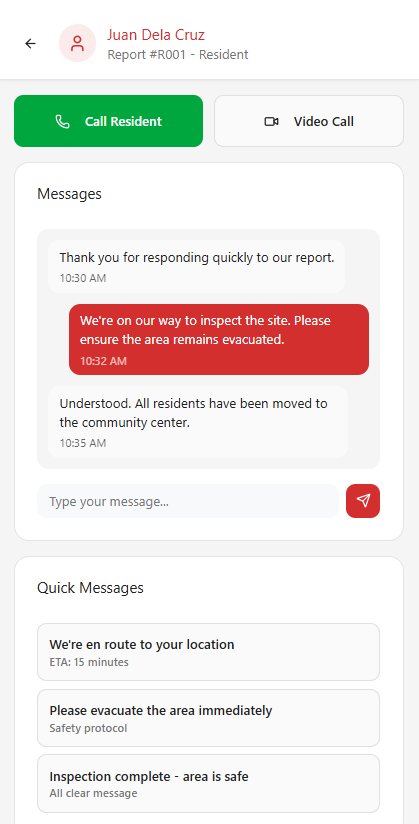 Juan Dela Cruz
Report #R001 - Resident
Call Resident
Video Call
Messages
Thank you for responding quickly to our report.
10:30 AM
We're on our way to inspect the site. Please
ensure the area remains evacuated.
10:32 AM
Understood. All residents have been moved to
the community center.
10:35 AM
Type your message...
Quick Messages
We're en route to your location
ETA: 15 minutes
Please evacuate the area immediately
Safety protocol
Inspection complete - area is safe
All clear message